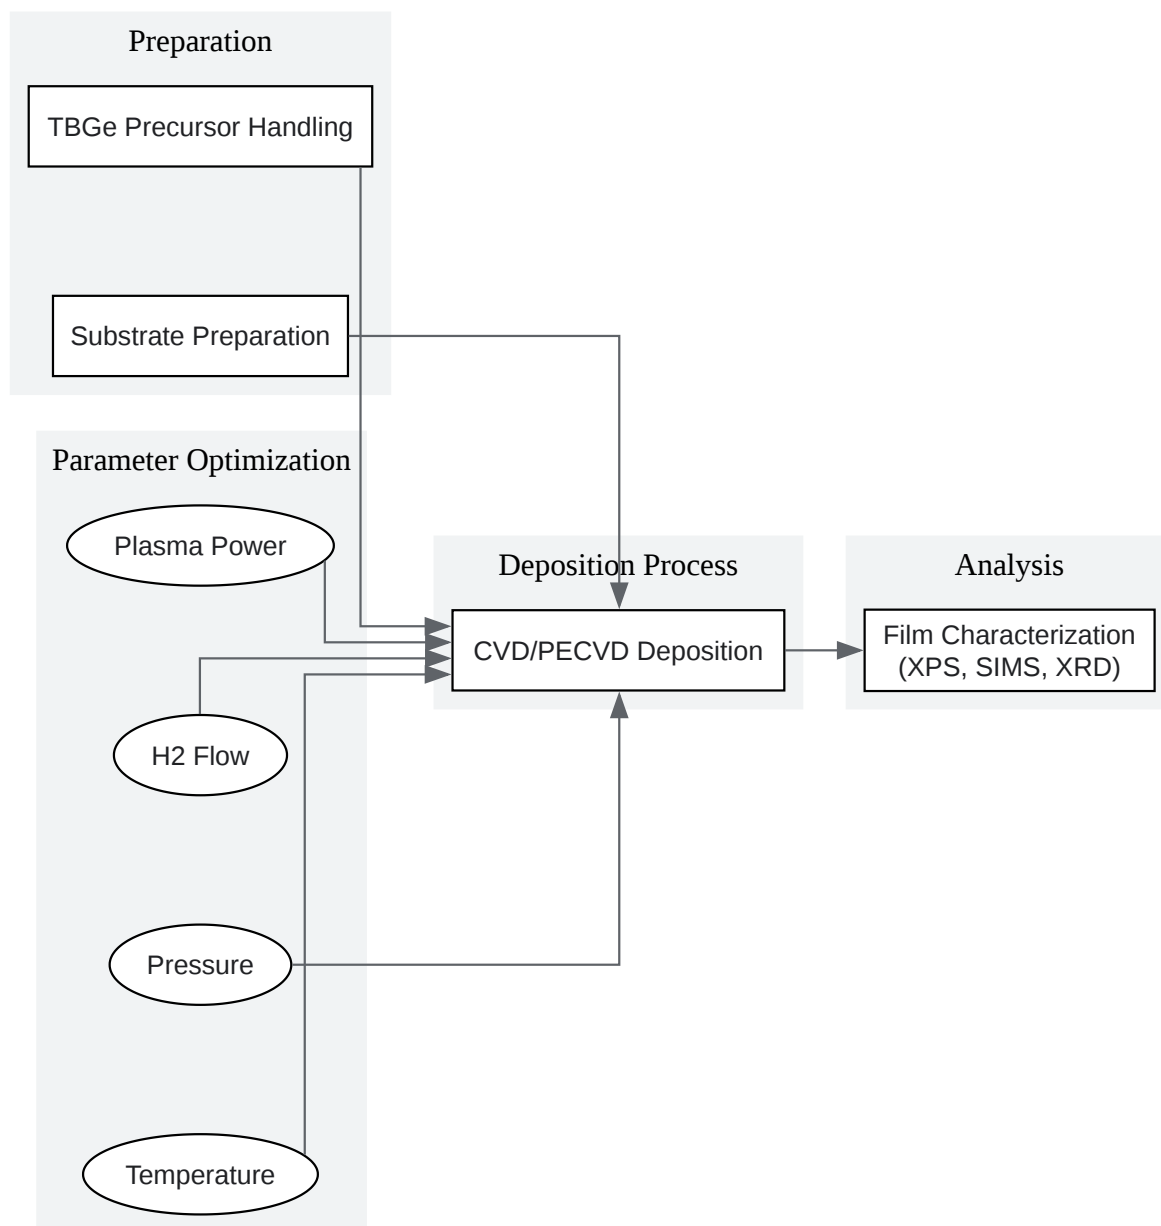 Preparation
TBGe Precursor Handling
Substrate Preparation
Parameter Optimization
Plasma Power
H2 Flow
Pressure
Temperature
Deposition Process
CVD/PECVD Deposition
Analysis
Film Characterization
(XPS, SIMS, XRD)